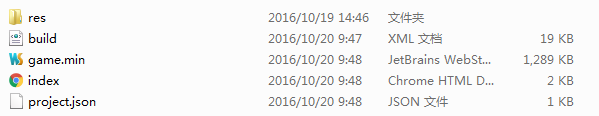 res 2016/10/19 14:46 文件夹
build 2016/10/20 9:47 XML 文档 19 KB
game.min 2016/10/20 9:48 JetBrains WebSt... 1,289 KB
index 2016/10/20 9:48 Chrome HTML D... 2 KB
project.json 2016/10/20 9:48 JSON 文件 1 KB